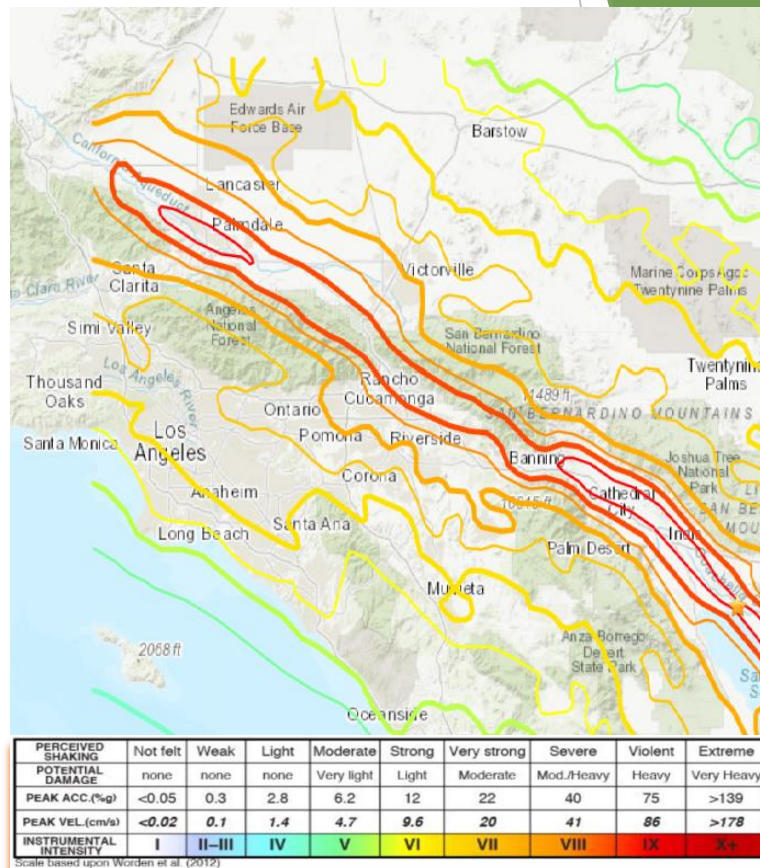 Edwards Air
Force Base
Barstow
California Aqueduct
Lancaster
Palmdale
Santa
Clarita
Victorville
Marine Corps Agcc
Twentynine Palms
Simi Valley
Angeles
National
Forest
San Bernardino
National Forest
Los Angeles River
Thousand
Oaks
Rancho
Cucamonga
11489 ft
Twentynine
Palms
SAN BERNARDINO MOUNTAINS
Ontario
Santa Monica
Los
Angeles
Pomona
Riverside
Banning
Joshua Tree
National
Park
Corona
Anaheim
Cathedral
City
Santa Ana
Long Beach
Palm Desert
Indio
Murrieta
2068 ft
Anza Borrego
Desert
State Park
Oceanside
PERCEIVED SHAKING Not felt Weak Light Moderate Strong Very strong Severe Violent Extreme
POTENTIAL DAMAGE none none none Very light Light Moderate Mod./Heavy Heavy Very Heavy
PEAK ACC.(%g) <0.05 0.3 2.8 6.2 12 22 40 75 >139
PEAK VEL.(cm/s) <0.02 0.1 1.4 4.7 9.6 20 41 86 >178
INSTRUMENTAL INTENSITY I II–III IV V VI VII VIII IX X+
Scale based upon Worden et al. (2012)